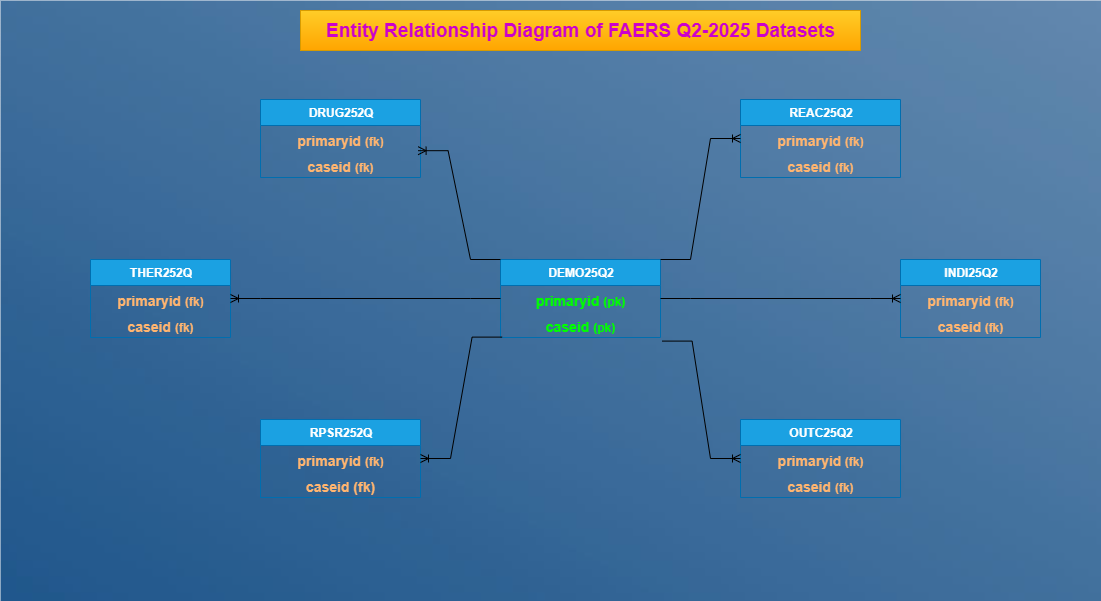 Entity Relationship Diagram of FAERS Q2-2025 Datasets
DRUG252Q
primaryid (fk)
caseid (fk)
REAC25Q2
primaryid (fk)
caseid (fk)
THER252Q
primaryid (fk)
caseid (fk)
DEMO25Q2
primaryid (pk)
caseid (pk)
INDI25Q2
primaryid (fk)
caseid (fk)
RPSR252Q
primaryid (fk)
caseid (fk)
OUTC25Q2
primaryid (fk)
caseid (fk)